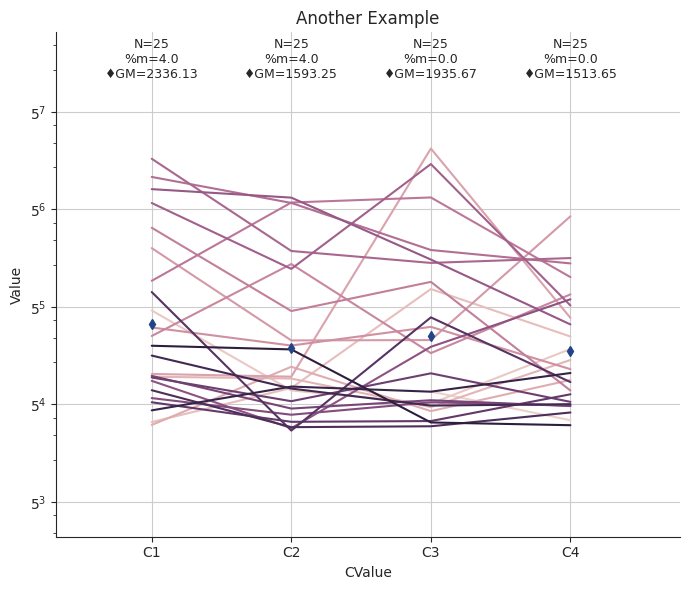 Another Example
N=25 N=25 N=25 N=25
%m=4.0 %m=4.0 %m=0.0 %m=0.0
♦GM=2336.13 ♦GM=1593.25 ♦GM=1935.67 ♦GM=1513.65
5⁷
5⁶
5⁵
5⁴
5³
Value
C1 C2 C3 C4
CValue